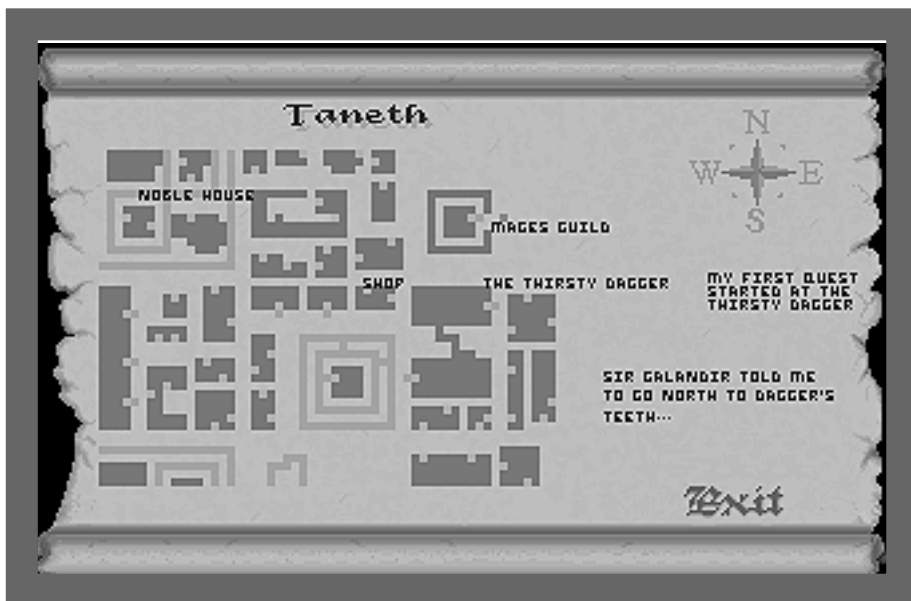 Taneth
N
W E
S
NOBLE HOUSE
MAGES GUILD
SHOP
THE THIRSTY DAGGER
MY FIRST QUEST
STARTED AT THE
THIRSTY DAGGER
SIR GALANDIR TOLD ME
TO GO NORTH TO DAGGER'S
TEETH...
Exit